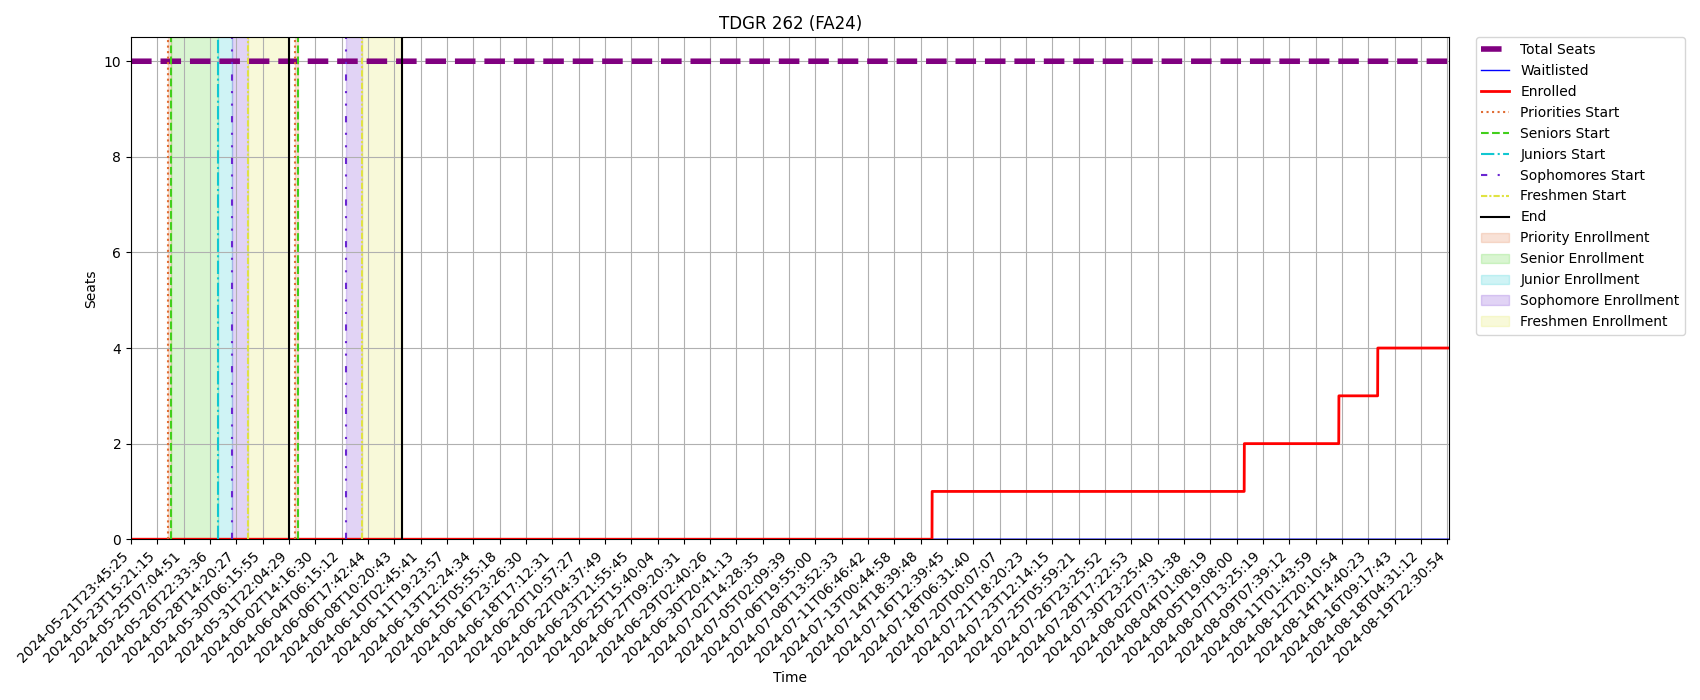 TDGR 262 (FA24)
Seats
10
8
6
4
2
0
2024-05-21T23:45:25
2024-05-23T15:21:15
2024-05-25T07:04:51
2024-05-26T22:33:36
2024-05-28T14:20:27
2024-05-30T06:15:55
2024-05-31T22:04:29
2024-06-02T14:16:30
2024-06-04T06:15:12
2024-06-06T17:42:44
2024-06-08T10:20:43
2024-06-10T02:45:41
2024-06-11T19:23:57
2024-06-13T12:24:34
2024-06-15T05:55:18
2024-06-16T23:26:30
2024-06-18T17:12:31
2024-06-20T10:57:27
2024-06-22T04:37:49
2024-06-23T21:55:45
2024-06-25T15:40:04
2024-06-27T09:20:31
2024-06-29T02:40:26
2024-06-30T20:41:13
2024-07-02T14:28:35
2024-07-05T02:09:39
2024-07-06T19:55:00
2024-07-08T13:52:33
2024-07-11T06:46:42
2024-07-13T00:44:58
2024-07-14T18:39:48
2024-07-16T12:39:45
2024-07-18T06:31:40
2024-07-20T00:07:07
2024-07-21T18:20:23
2024-07-23T12:14:15
2024-07-25T05:59:21
2024-07-26T23:25:52
2024-07-28T17:22:53
2024-07-30T23:25:40
2024-08-02T07:31:38
2024-08-04T01:08:19
2024-08-05T19:08:00
2024-08-07T13:25:19
2024-08-09T07:39:12
2024-08-11T01:43:59
2024-08-12T20:10:54
2024-08-14T14:40:23
2024-08-16T09:17:43
2024-08-18T04:31:12
2024-08-19T22:30:54
Time
Total Seats
Waitlisted
Enrolled
Priorities Start
Seniors Start
Juniors Start
Sophomores Start
Freshmen Start
End
Priority Enrollment
Senior Enrollment
Junior Enrollment
Sophomore Enrollment
Freshmen Enrollment